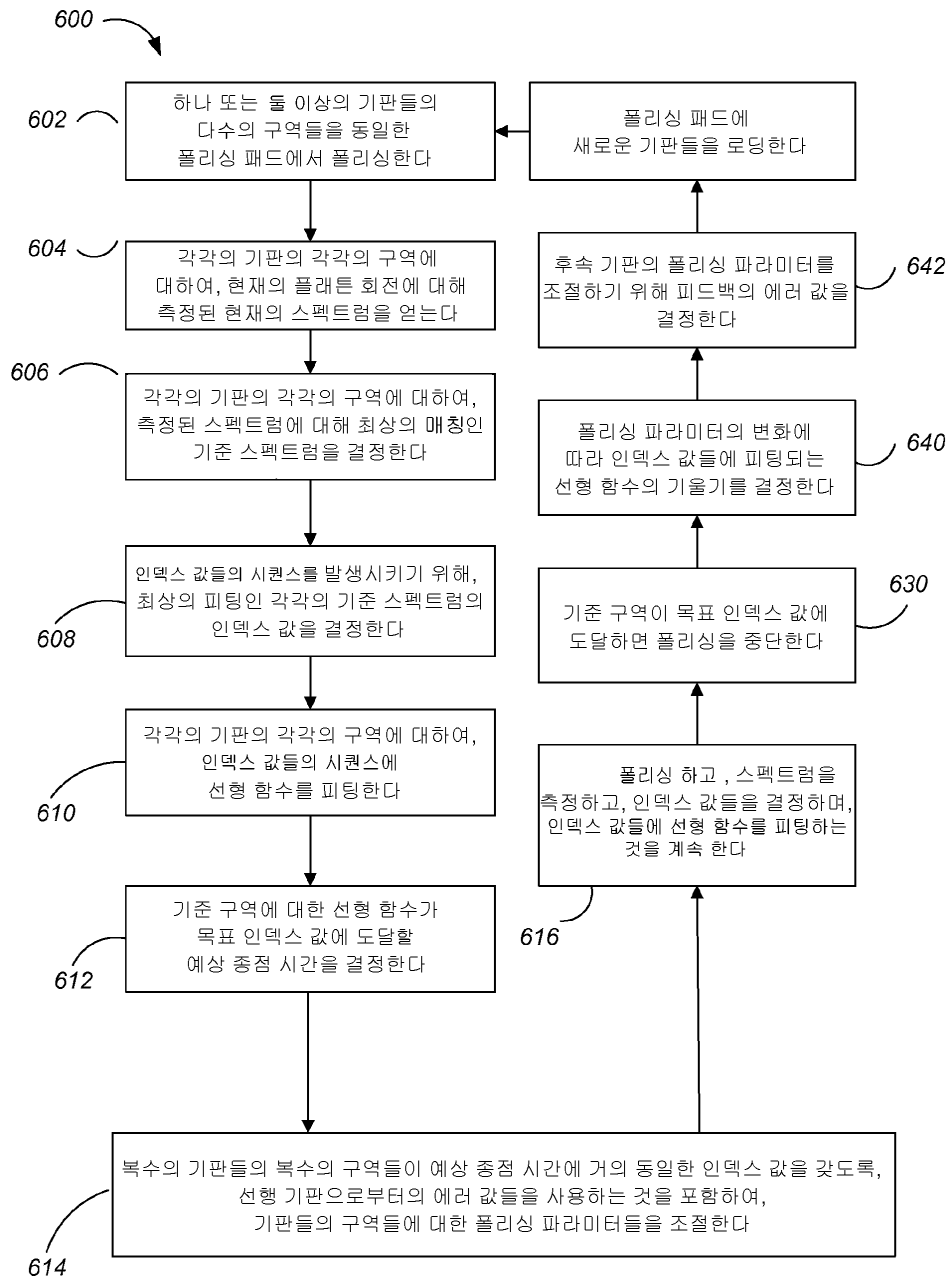 600
602
하나 또는 둘 이상의 기판들의
다수의 구역들을 동일한
폴리싱 패드에서 폴리싱한다
604
각각의 기판의 각각의 구역에
대하여, 현재의 플래튼 회전에 대해
측정된 현재의 스펙트럼을 얻는다
606
각각의 기판의 각각의 구역에 대하여,
측정된 스펙트럼에 대해 최상의 매칭인
기준 스펙트럼을 결정한다
608
인덱스 값들의 시퀀스를 발생시키기 위해,
최상의 피팅인 각각의 기준 스펙트럼의
인덱스 값을 결정한다
610
각각의 기판의 각각의 구역에 대하여,
인덱스 값들의 시퀀스에
선형 함수를 피팅한다
612
기준 구역에 대한 선형 함수가
목표 인덱스 값에 도달할
예상 종점 시간을 결정한다
614
복수의 기판들의 복수의 구역들이 예상 종점 시간에 거의 동일한 인덱스 값을 갖도록,
선행 기판으로부터의 에러 값들을 사용하는 것을 포함하여,
기판들의 구역들에 대한 폴리싱 파라미터들을 조절한다
616
폴리싱 하고 , 스펙트럼을
측정하고, 인덱스 값들을 결정하며,
인덱스 값들에 선형 함수를 피팅하는
것을 계속 한다
630
기준 구역이 목표 인덱스 값에
도달하면 폴리싱을 중단한다
640
폴리싱 파라미터의 변화에
따라 인덱스 값들에 피팅되는
선형 함수의 기울기를 결정한다
642
후속 기판의 폴리싱 파라미터를
조절하기 위해 피드백의 에러 값을
결정한다
폴리싱 패드에
새로운 기판들을 로딩한다